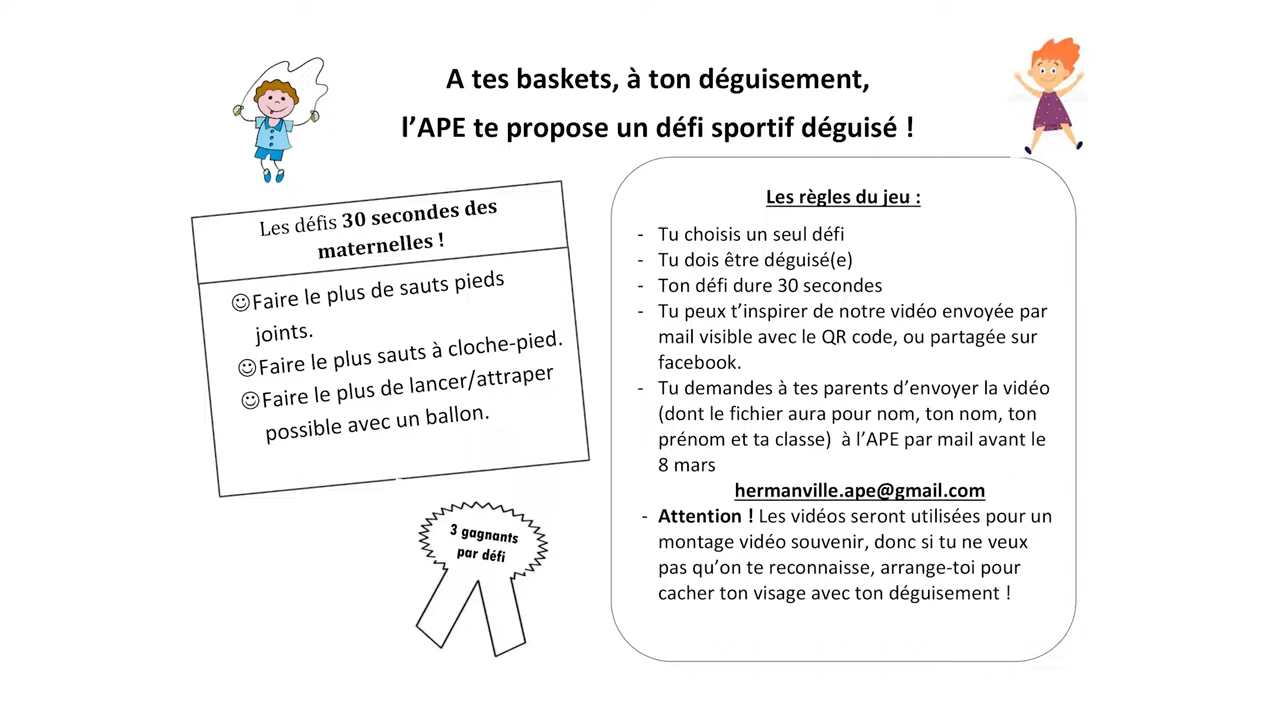 A tes baskets, à ton déguisement,
l'APE te propose un défi sportif déguisé !
Les défis 30 secondes des
maternelles !
Faire le plus de sauts pieds
joints.
Faire le plus sauts à cloche-pied.
Faire le plus de lancer/attraper
possible avec un ballon.
3 gagnants
par défi
Les règles du jeu :
- Tu choisis un seul défi
- Tu dois être déguisé(e)
- Ton défi dure 30 secondes
- Tu peux t'inspirer de notre vidéo envoyée par
mail visible avec le QR code, ou partagée sur
facebook.
- Tu demandes à tes parents d'envoyer la vidéo
(dont le fichier aura pour nom, ton nom, ton
prénom et ta classe) à l'APE par mail avant le
8 mars
hermanville.ape@gmail.com
- Attention ! Les vidéos seront utilisées pour un
montage vidéo souvenir, donc si tu ne veux
pas qu'on te reconnaisse, arrange-toi pour
cacher ton visage avec ton déguisement !